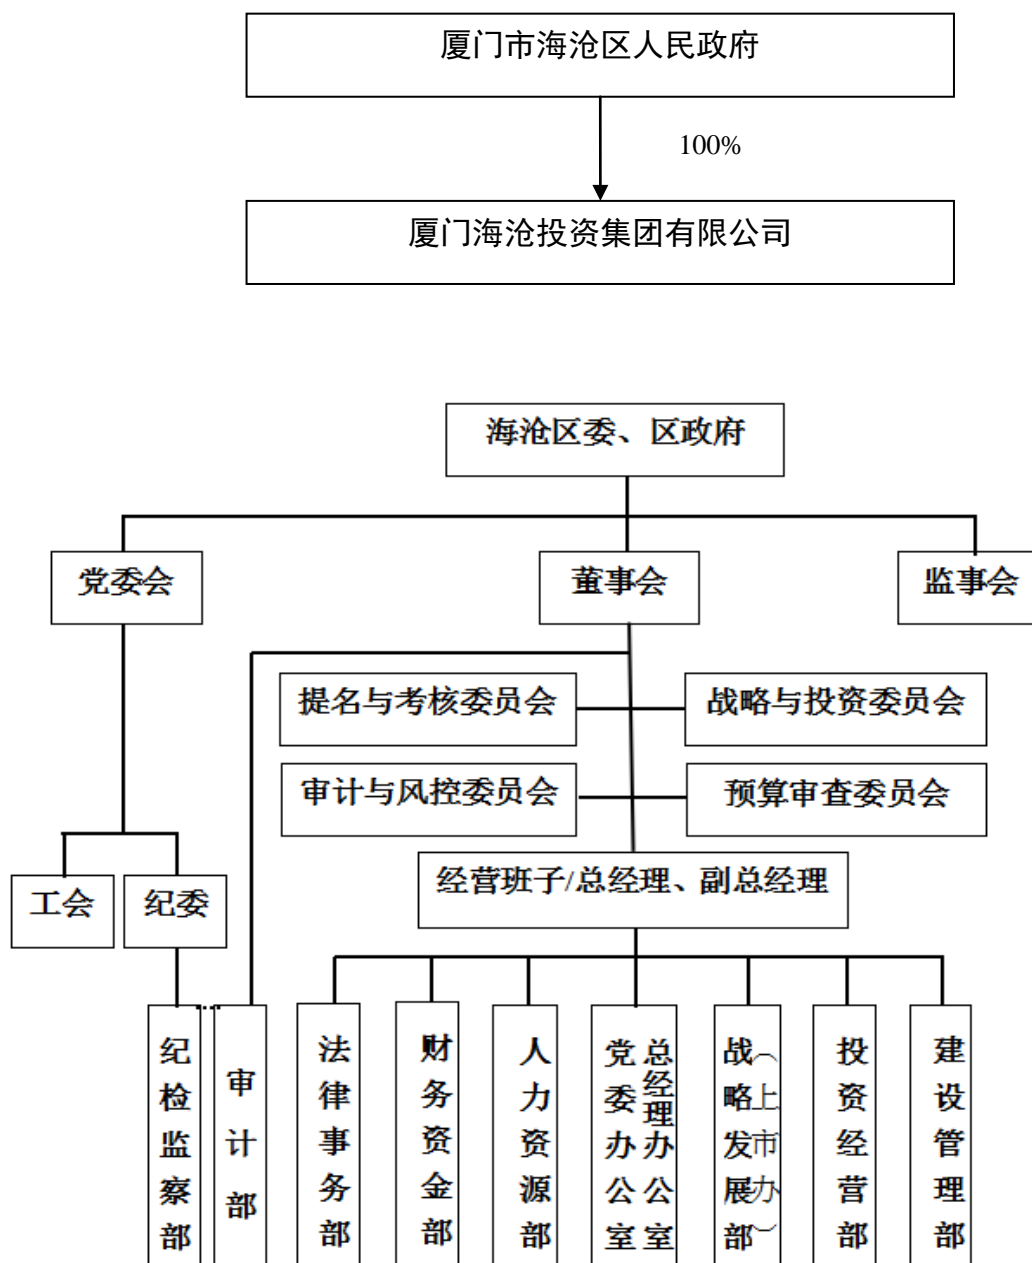 厦门市海沧区人民政府
100%
厦门海沧投资集团有限公司
海沧区委、区政府
党委会
董事会
监事会
提名与考核委员会
战略与投资委员会
审计与风控委员会
预算审查委员会
经营班子/总经理、副总经理
工会
纪委
纪检监察部
审计部
法律事务部
财务资金部
人力资源部
党委办公室
总经理办公室
战略发展部
（上市办）
投资经营部
建设管理部